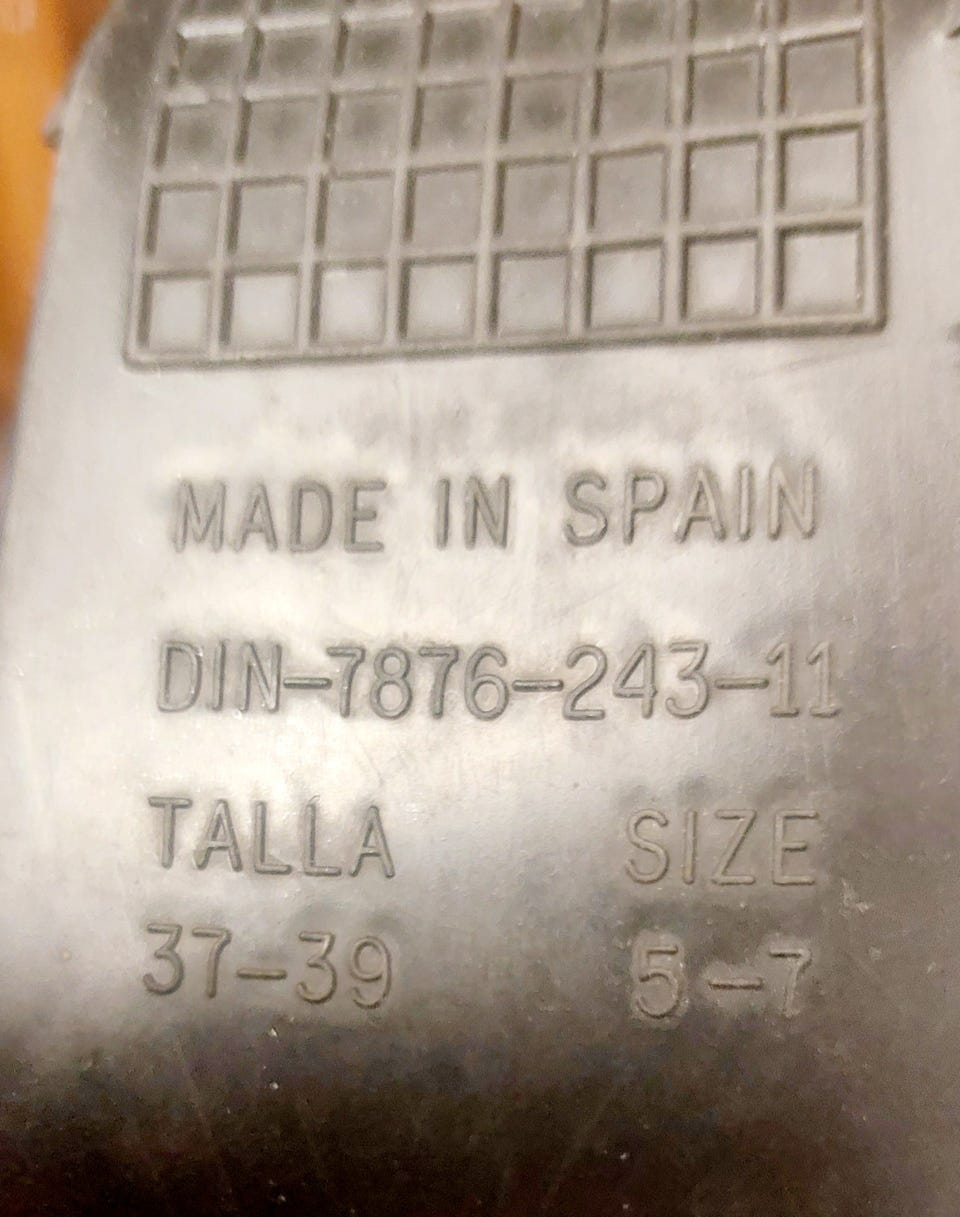 MADE IN SPAIN
DIN-7876-243-11
TALLA SIZE
37-39 5-7